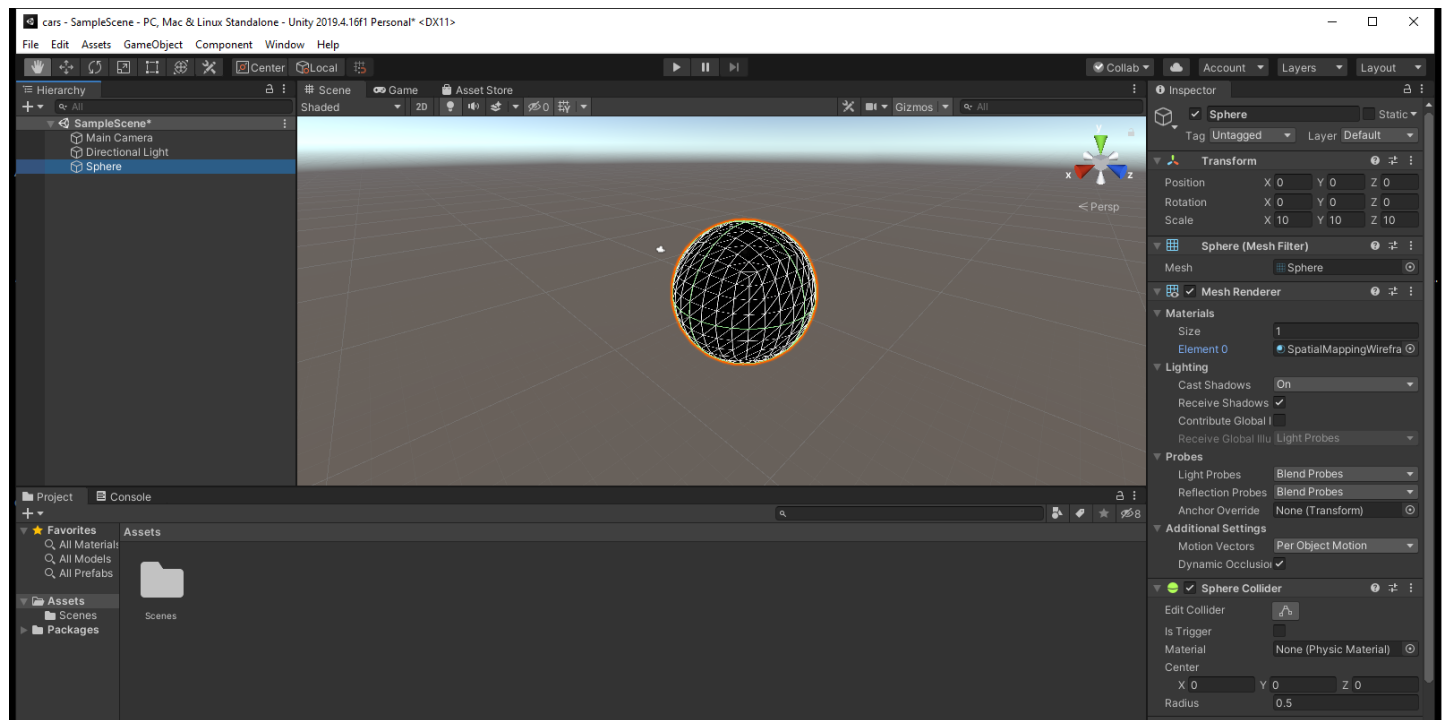 cars - SampleScene - PC, Mac & Linux Standalone - Unity 2019.4.16f1 Personal* <DX11>
File Edit Assets GameObject Component Window Help
Center Local Collab Account Layers Layout
Hierarchy
All
SampleScene*
Main Camera
Directional Light
Sphere
Scene Game Asset Store
Shaded 2D 0 Gizmos All
y
x z
Persp
Inspector
Sphere Static
Tag Untagged Layer Default
Transform
Position X 0 Y 0 Z 0
Rotation X 0 Y 0 Z 0
Scale X 10 Y 10 Z 10
Sphere (Mesh Filter)
Mesh Sphere
Mesh Renderer
Materials
Size 1
Element 0 SpatialMappingWirefra
Lighting
Cast Shadows On
Receive Shadows
Contribute Global I
Receive Global Illu Light Probes
Probes
Light Probes Blend Probes
Reflection Probes Blend Probes
Anchor Override None (Transform)
Additional Settings
Motion Vectors Per Object Motion
Dynamic Occlusion
Sphere Collider
Edit Collider
Is Trigger
Material None (Physic Material)
Center
X 0 Y 0 Z 0
Radius 0.5
Project Console
8
Favorites
All Materials
All Models
All Prefabs
Assets
Scenes
Packages
Assets
Scenes